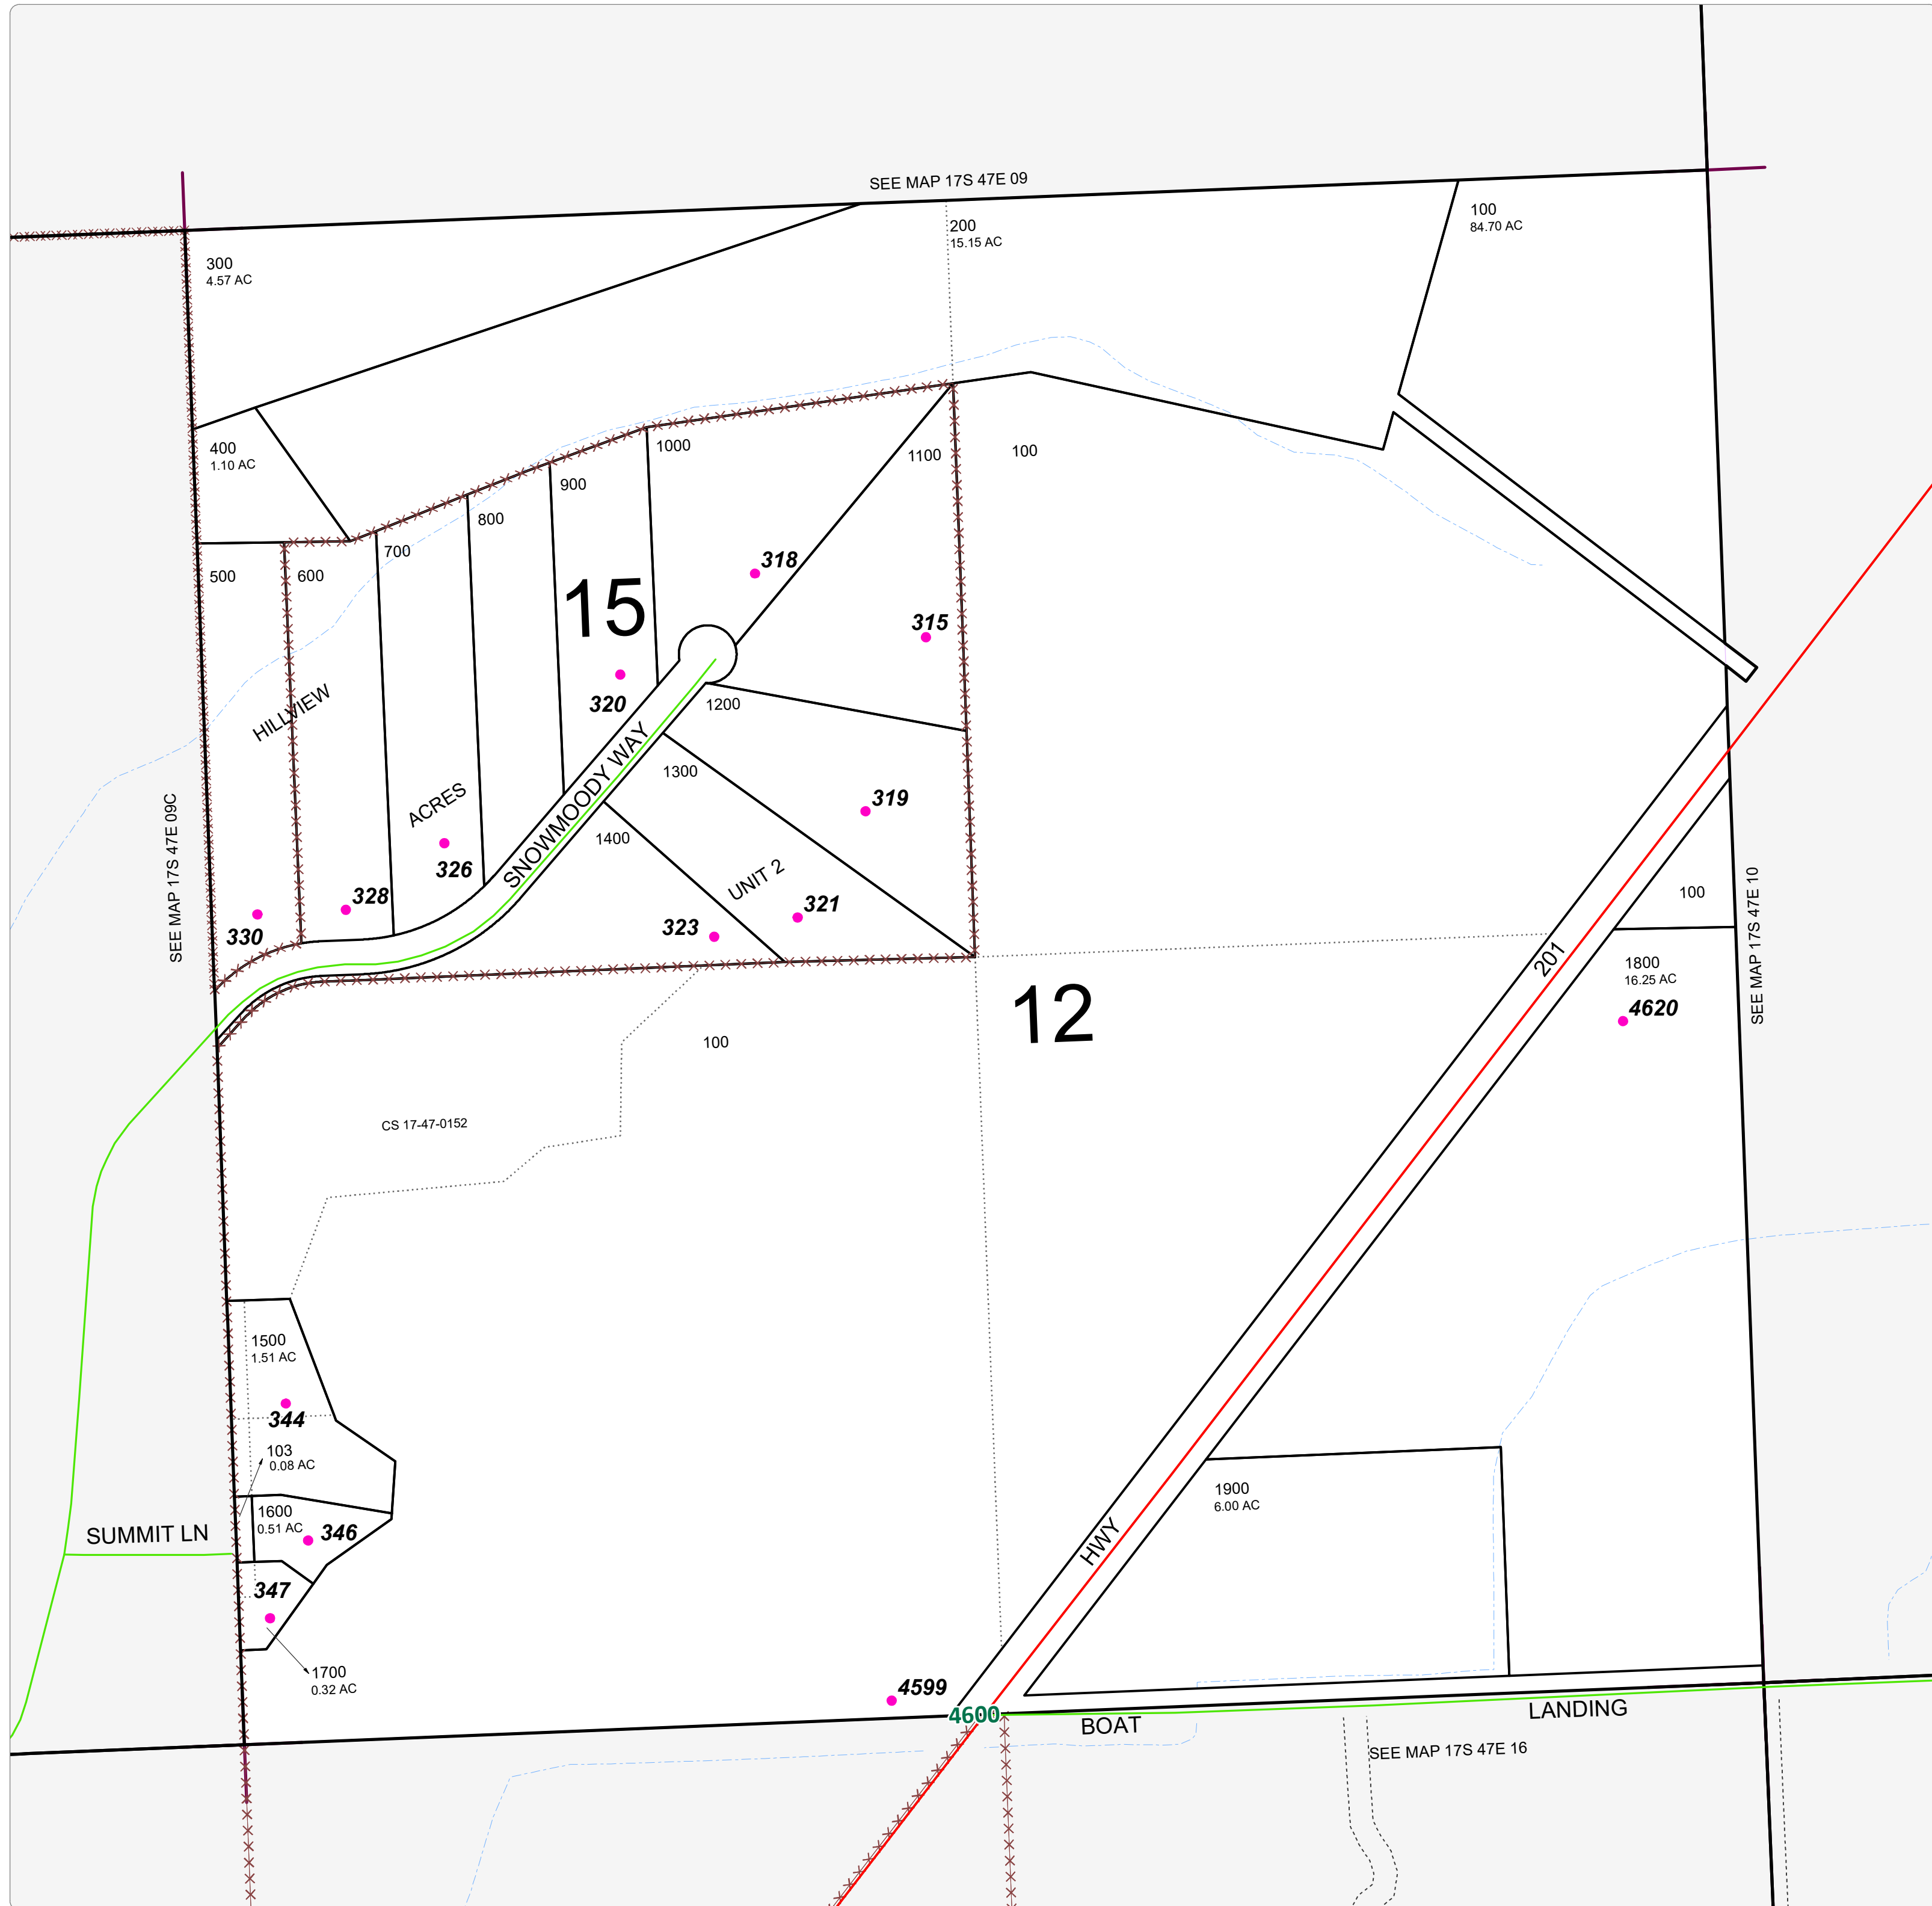 SEE MAP 17S 47E 09
100
84.70 AC
200
15.15 AC
300
4.57 AC
400
1.10 AC
1000
1100
100
900
800
700
600
500
318
15
315
320
1200
HILLVIEW
SNOWMOODY WAY
1300
319
ACRES
1400
326
UNIT 2
328
321
323
330
SEE MAP 17S 47E 09C
100
SEE MAP 17S 47E 10
201
1800
16.25 AC
4620
12
100
CS 17-47-0152
1500
1.51 AC
344
103
0.08 AC
1600
0.51 AC
346
SUMMIT LN
347
1700
0.32 AC
1900
6.00 AC
HWY
4599
4600
BOAT
LANDING
SEE MAP 17S 47E 16